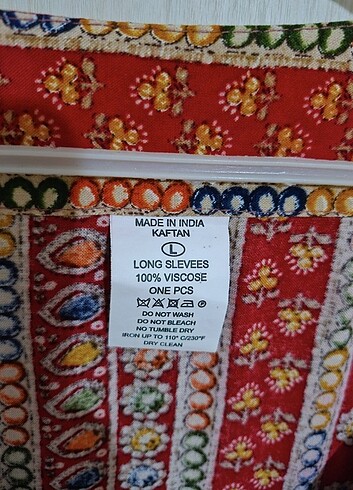 MADE IN INDIA
KAFTAN
L
LONG SLEVEES
100% VISCOSE
ONE PCS
DO NOT WASH
DO NOT BLEACH
NO TUMBLE DRY
IRON UP TO 110° C/230°F
DRY CLEAN